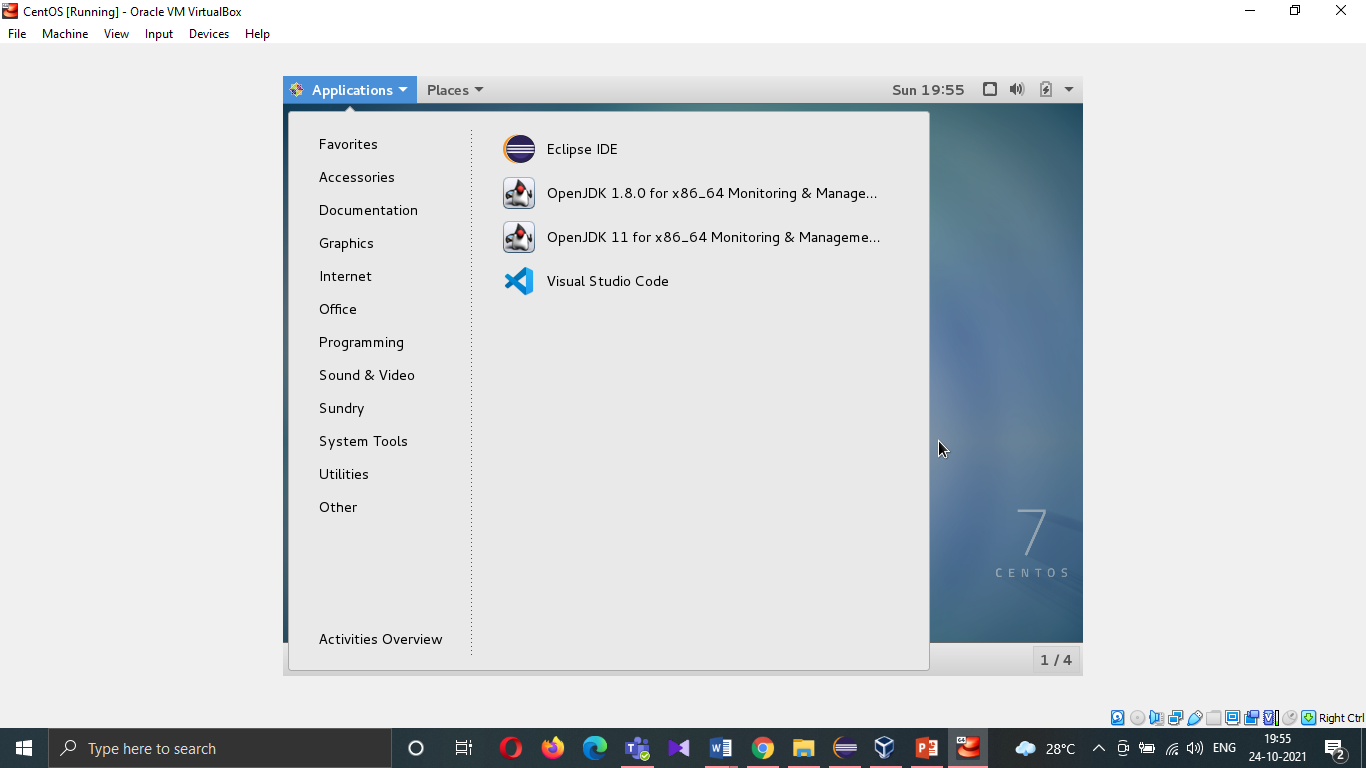 CentOS [Running] - Oracle VM VirtualBox
File Machine View Input Devices Help
Applications Places Sun 19:55
Favorites
Accessories
Documentation
Graphics
Internet
Office
Programming
Sound & Video
Sundry
System Tools
Utilities
Other
Activities Overview
Eclipse IDE
OpenJDK 1.8.0 for x86_64 Monitoring & Manage...
OpenJDK 11 for x86_64 Monitoring & Manageme...
Visual Studio Code
7
CENTOS
1 / 4
Right Ctrl
Type here to search
28°C
ENG
19:55
24-10-2021
2